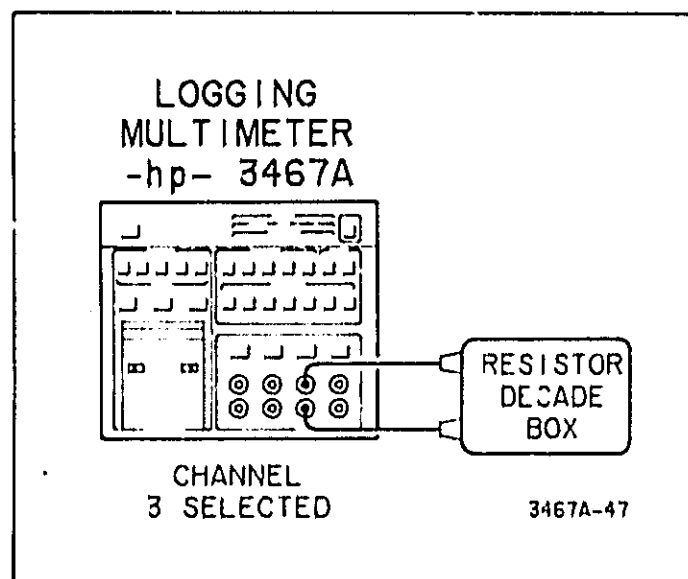 LOGGING
MULTIMETER
-hp- 3467A
RESISTOR
DECADE
BOX
CHANNEL
3 SELECTED
3467A-47